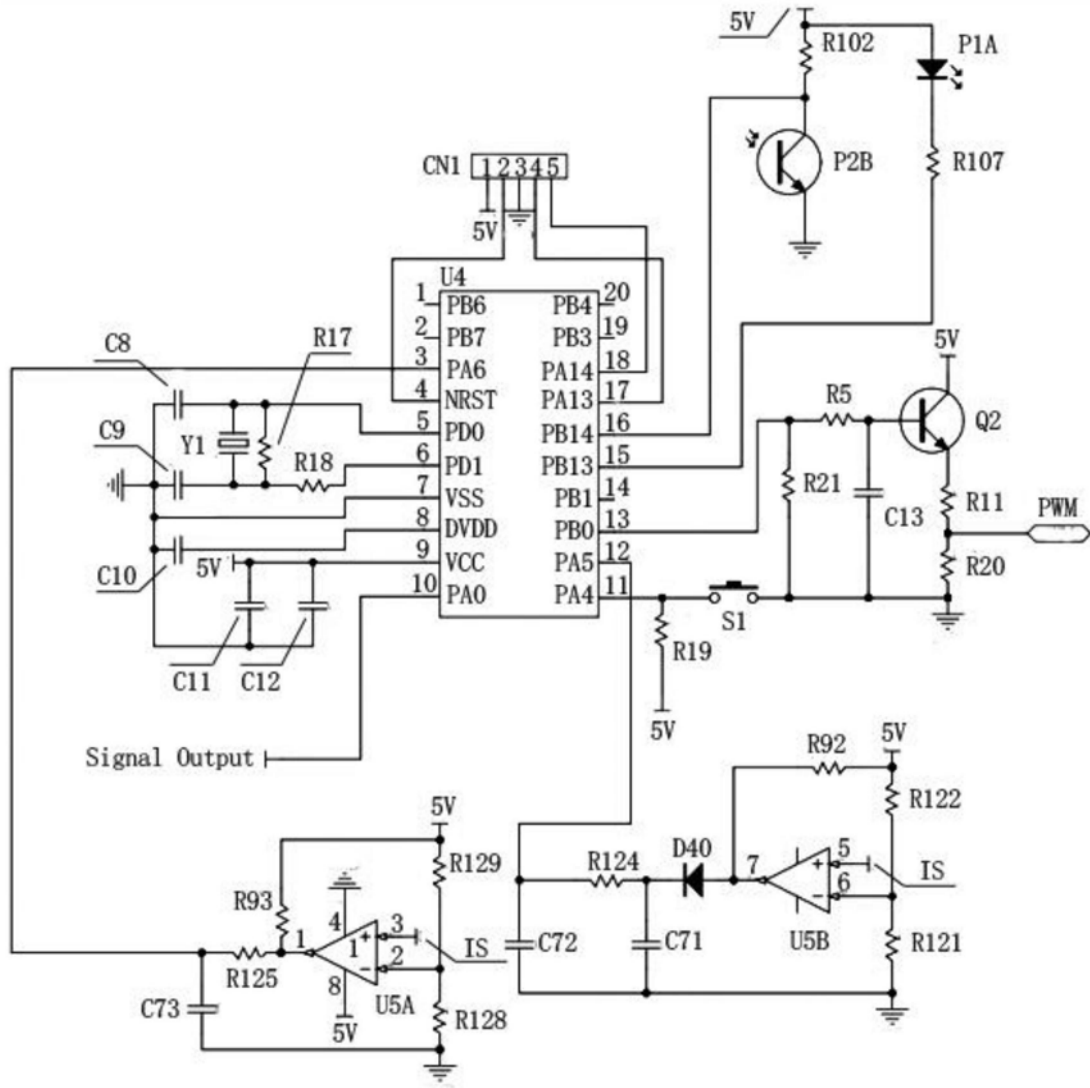 5V
R102
P1A
P2B
R107
CN1
1 2 3 4 5
5V
U4
1 PB6 PB4 20
2 PB7 PB3 19
3 PA6 PA14 18
4 NRST PA13 17
5 PD0 PB14 16
6 PD1 PB13 15
7 VSS PB1 14
8 DVDD PB0 13
9 VCC PA5 12
10 PA0 PA4 11
C8
R17
C9
Y1
R18
C10
5V
C11
C12
5V
R5
Q2
R21
C13
R11
PWM
R20
S1
R19
5V
Signal Output
5V
R129
R93
4
1
1
+
3
-
2
IS
8
U5A
5V
R125
C73
R128
R92
5V
R122
R124
D40
7
+
5
-
6
IS
U5B
C72
C71
R121